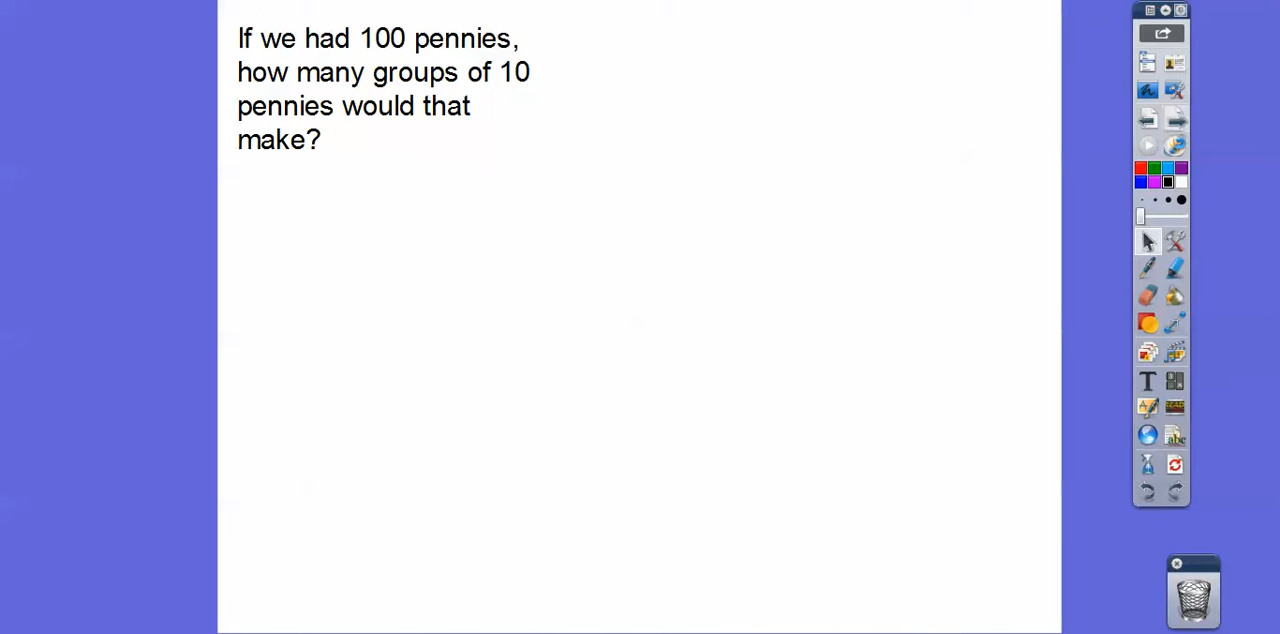 If we had 100 pennies,
how many groups of 10
pennies would that
make?